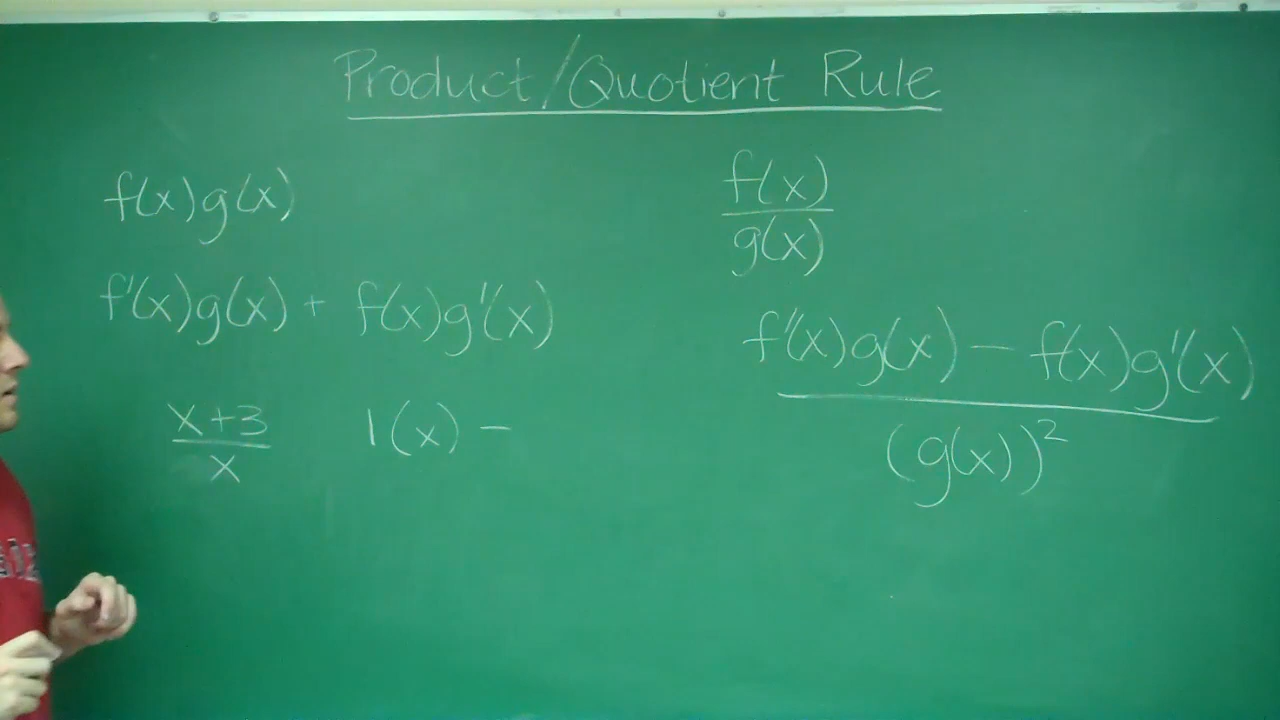 Product/Quotient Rule
f(x)g(x)
f'(x)g(x) + f(x)g'(x)
x+3
x
1(x) –
f(x)
g(x)
f'(x)g(x) – f(x)g'(x)
(g(x))²